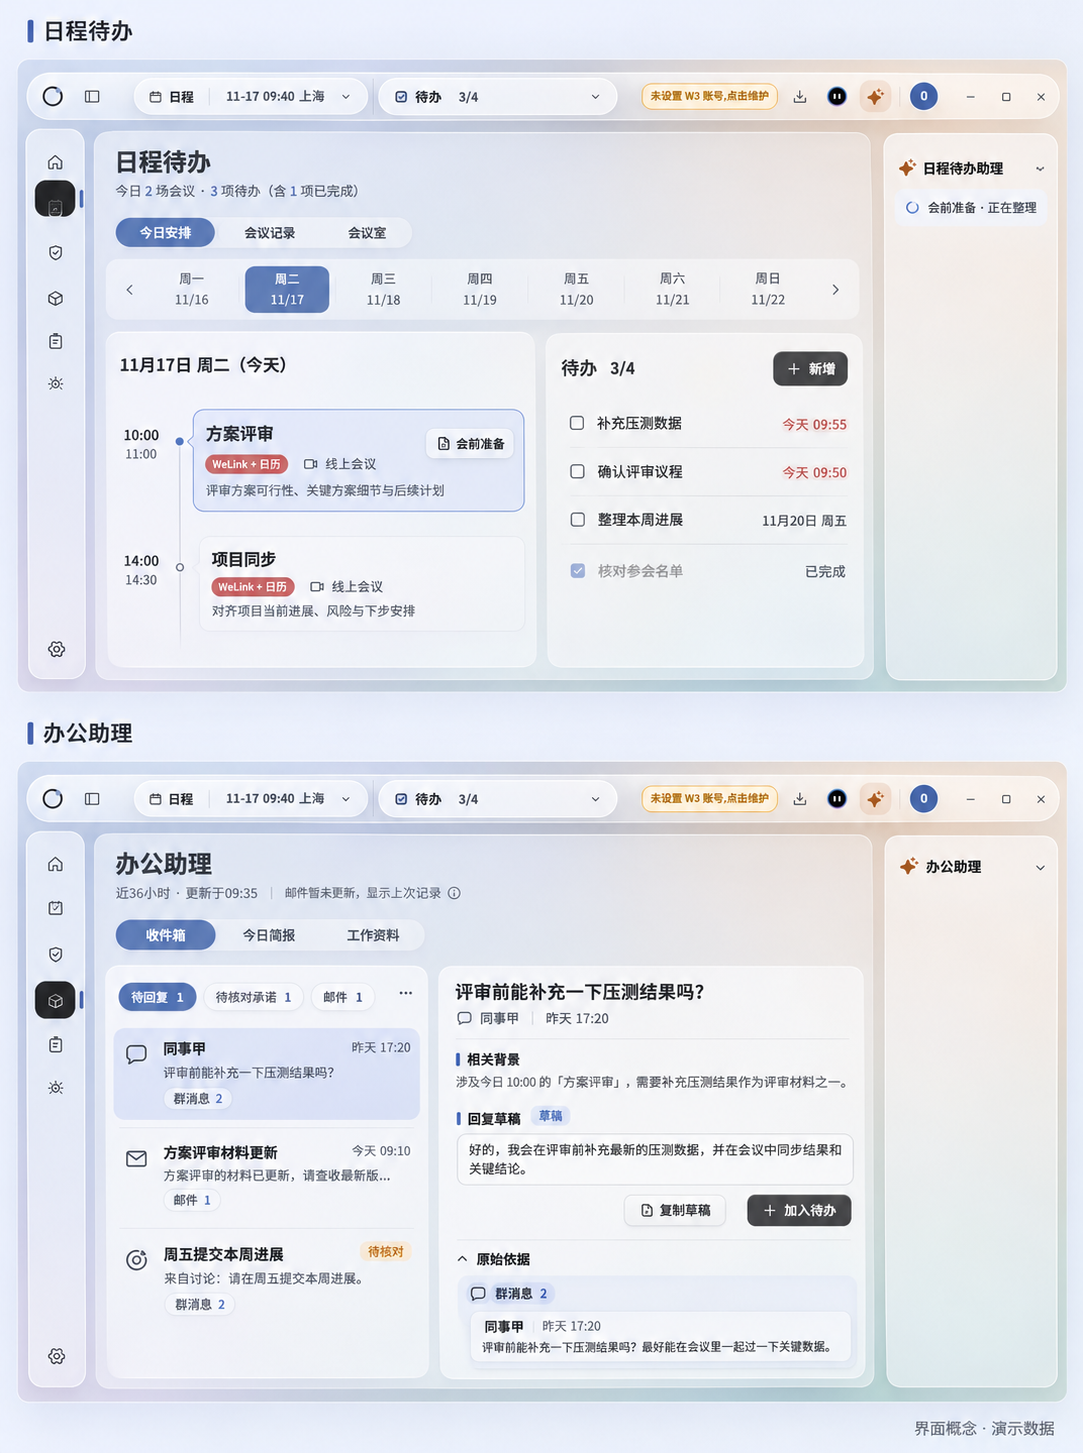 日程待办
日程 11-17 09:40 上海
待办 3/4
未设置 W3 账号,点击维护
0
日程待办
今日 2 场会议 · 3 项待办（含 1 项已完成）
今日安排 会议记录 会议室
周一 周二 周三 周四 周五 周六 周日
11/16 11/17 11/18 11/19 11/20 11/21 11/22
11月17日 周二（今天）
10:00
11:00
方案评审
会前准备
WeLink + 日历 线上会议
评审方案可行性、关键方案细节与后续计划
14:00
14:30
项目同步
WeLink + 日历 线上会议
对齐项目当前进展、风险与下步安排
待办 3/4
新增
补充压测数据 今天 09:55
确认评审议程 今天 09:50
整理本周进展 11月20日 周五
核对参会名单 已完成
日程待办助理
会前准备 · 正在整理
办公助理
日程 11-17 09:40 上海
待办 3/4
未设置 W3 账号,点击维护
0
办公助理
近36小时 · 更新于09:35 邮件暂未更新，显示上次记录
收件箱 今日简报 工作资料
待回复 1 待核对承诺 1 邮件 1 ···
同事甲 昨天 17:20
评审前能补充一下压测结果吗？
群消息 2
方案评审材料更新 今天 09:10
方案评审的材料已更新，请查收最新版...
邮件 1
周五提交本周进展 待核对
来自讨论：请在周五提交本周进展。
群消息 2
评审前能补充一下压测结果吗？
同事甲 昨天 17:20
相关背景
涉及今日 10:00 的「方案评审」，需要补充压测结果作为评审材料之一。
回复草稿 草稿
好的，我会在评审前补充最新的压测数据，并在会议中同步结果和
关键结论。
复制草稿 加入待办
原始依据
群消息 2
同事甲 昨天 17:20
评审前能补充一下压测结果吗？最好能在会议里一起过一下关键数据。
办公助理
界面概念 · 演示数据